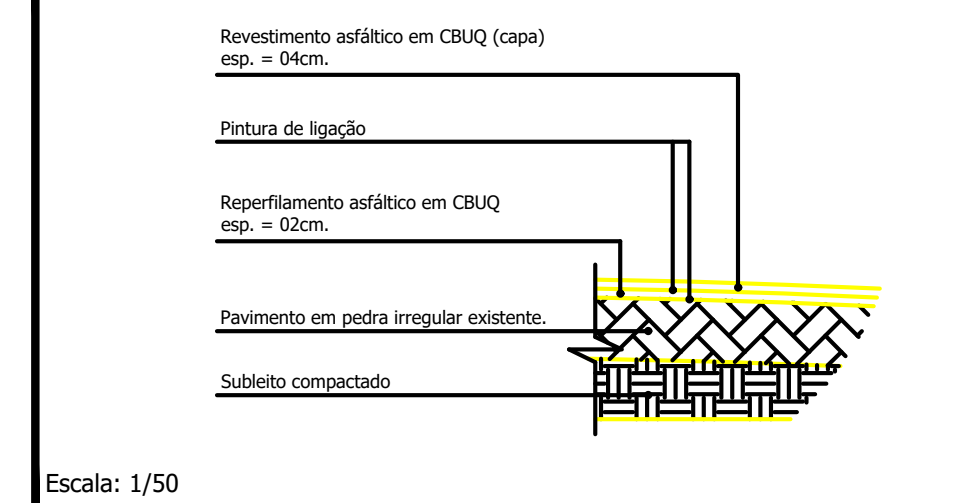 Revestimento asfáltico em CBUQ (capa)
esp. = 04cm.
Pintura de ligação
Reperfilamento asfáltico em CBUQ
esp. = 02cm.
Pavimento em pedra irregular existente.
Subleito compactado
Escala: 1/50